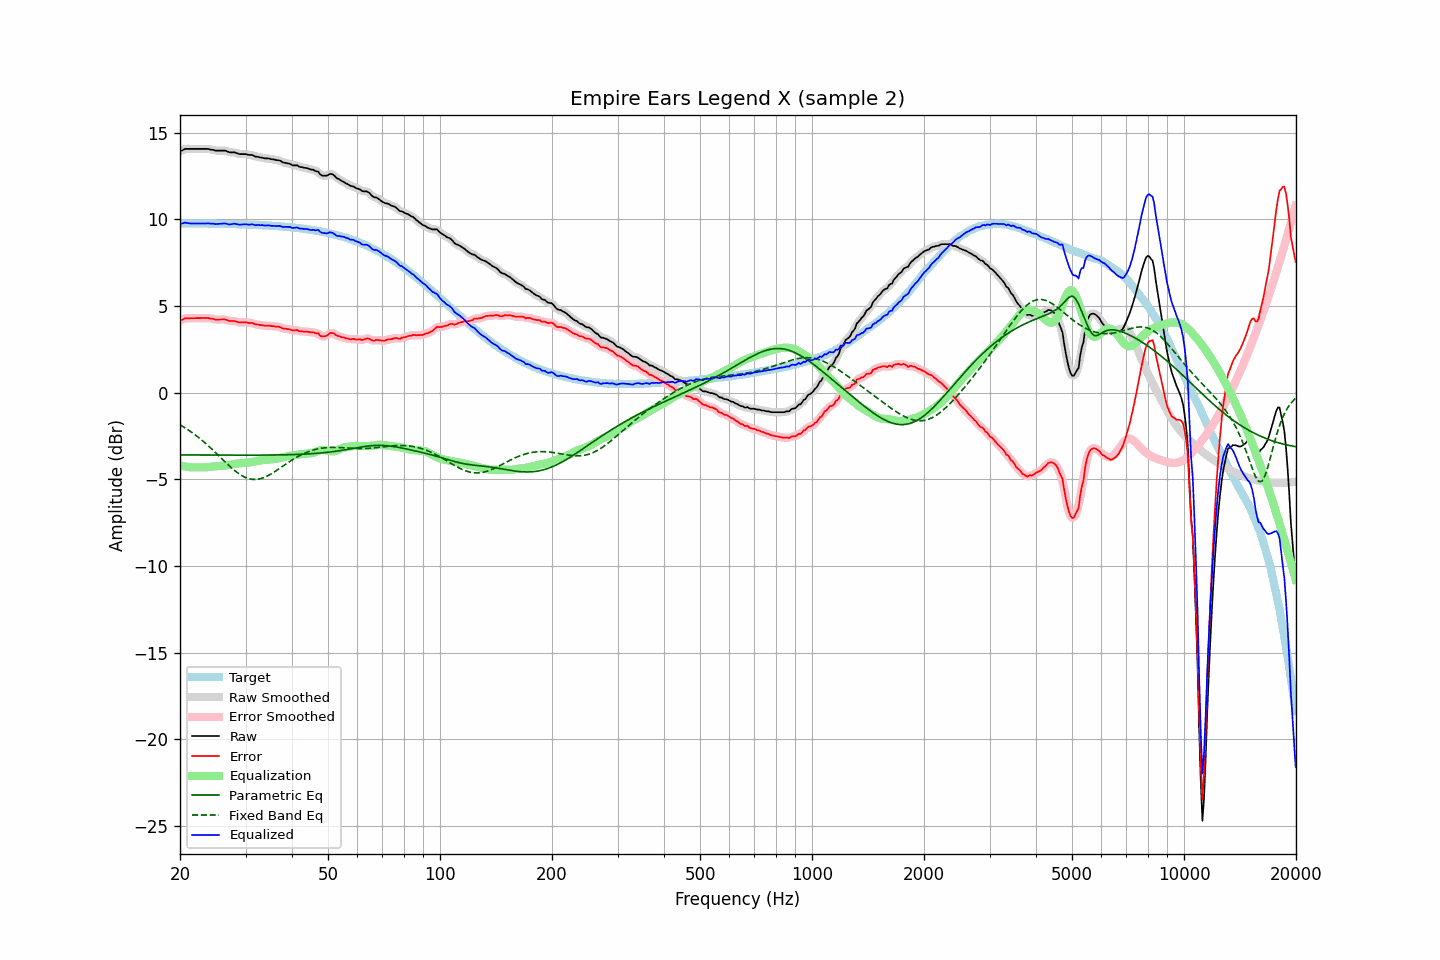 Empire Ears Legend X (sample 2)
15
10
5
0
−5
−10
−15
−20
−25
Amplitude (dBr)
Target
Raw Smoothed
Error Smoothed
Raw
Error
Equalization
Parametric Eq
Fixed Band Eq
Equalized
20 50 100 200 500 1000 2000 5000 10000 20000
Frequency (Hz)